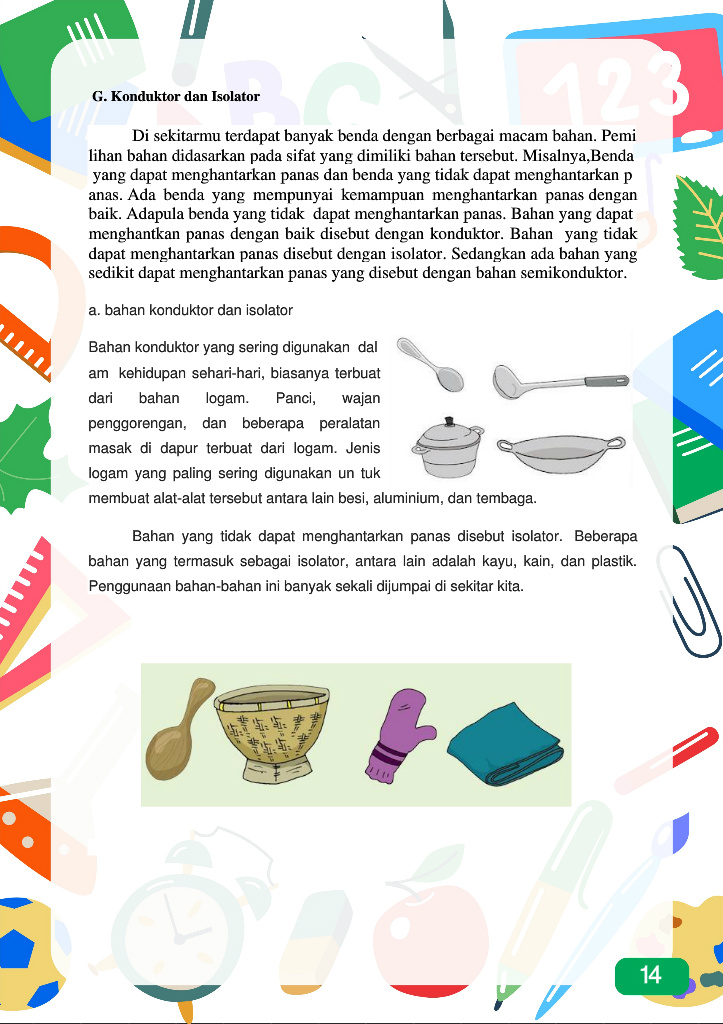 G. Konduktor dan Isolator
Di sekitarmu terdapat banyak benda dengan berbagai macam bahan. Pemi
lihan bahan didasarkan pada sifat yang dimiliki bahan tersebut. Misalnya,Benda
yang dapat menghantarkan panas dan benda yang tidak dapat menghantarkan p
anas. Ada benda yang mempunyai kemampuan menghantarkan panas dengan
baik. Adapula benda yang tidak dapat menghantarkan panas. Bahan yang dapat
menghantkan panas dengan baik disebut dengan konduktor. Bahan yang tidak
dapat menghantarkan panas disebut dengan isolator. Sedangkan ada bahan yang
sedikit dapat menghantarkan panas yang disebut dengan bahan semikonduktor.
a. bahan konduktor dan isolator
Bahan konduktor yang sering digunakan dal
am kehidupan sehari-hari, biasanya terbuat
dari bahan logam. Panci, wajan
penggorengan, dan beberapa peralatan
masak di dapur terbuat dari logam. Jenis
logam yang paling sering digunakan un tuk
membuat alat-alat tersebut antara lain besi, aluminium, dan tembaga.
Bahan yang tidak dapat menghantarkan panas disebut isolator. Beberapa
bahan yang termasuk sebagai isolator, antara lain adalah kayu, kain, dan plastik.
Penggunaan bahan-bahan ini banyak sekali dijumpai di sekitar kita.
ABC
123
14